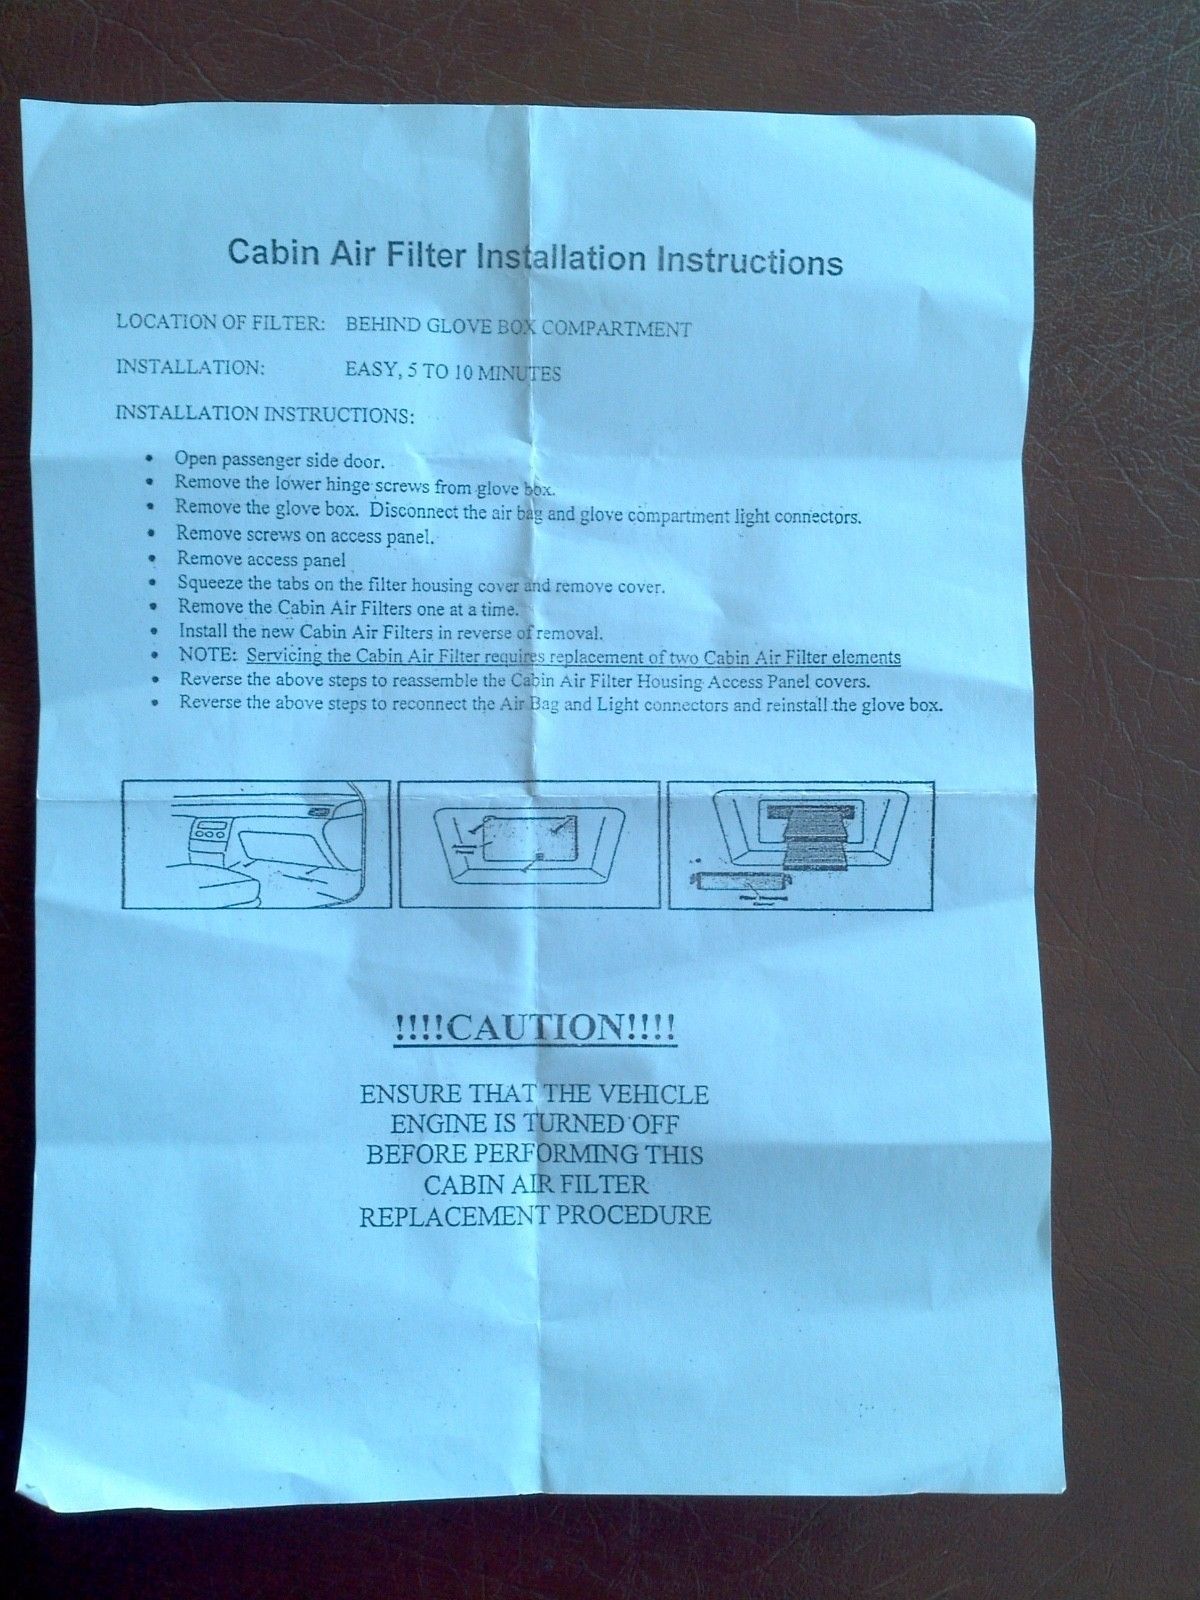 Cabin Air Filter Installation Instructions
LOCATION OF FILTER: BEHIND GLOVE BOX COMPARTMENT
INSTALLATION: EASY, 5 TO 10 MINUTES
INSTALLATION INSTRUCTIONS:
• Open passenger side door.
• Remove the lower hinge screws from glove box.
• Remove the glove box. Disconnect the air bag and glove compartment light connectors.
• Remove screws on access panel.
• Remove access panel
• Squeeze the tabs on the filter housing cover and remove cover.
• Remove the Cabin Air Filters one at a time.
• Install the new Cabin Air Filters in reverse of removal.
• NOTE: Servicing the Cabin Air Filter requires replacement of two Cabin Air Filter elements
• Reverse the above steps to reassemble the Cabin Air Filter Housing Access Panel covers.
• Reverse the above steps to reconnect the Air Bag and Light connectors and reinstall the glove box.
Filter Housing
Cover
!!!!CAUTION!!!!
ENSURE THAT THE VEHICLE
ENGINE IS TURNED OFF
BEFORE PERFORMING THIS
CABIN AIR FILTER
REPLACEMENT PROCEDURE